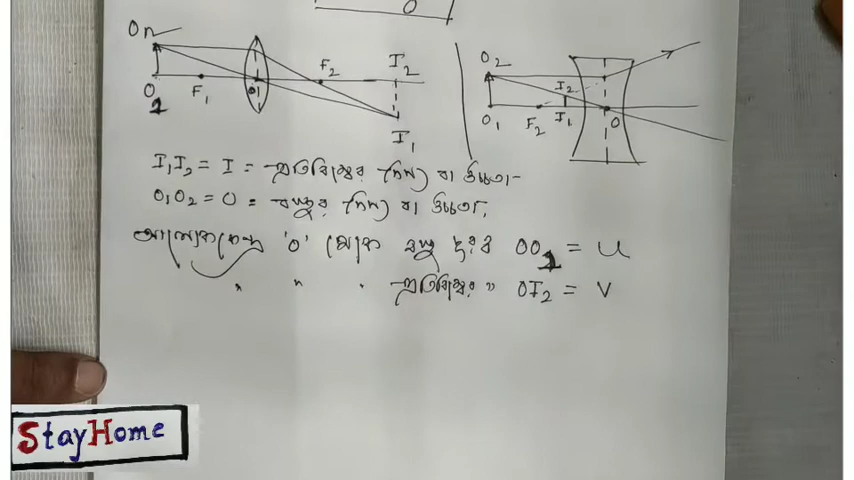 O
O₂
O₁
F₁
O
F₂
I₂
I₁
O₂
O₁
F₂
I₂
I₁
O
I₁I₂ = I = প্রতিবিম্বের দৈর্ঘ্য বা উচ্চতা
O₁O₂ = O = বস্তুর দৈর্ঘ্য বা উচ্চতা,
আলোককেন্দ্র 'O' থেকে বস্তু দূরত্ব OO₁ = u
" " " প্রতিবিম্বের " OI₂ = v
StayHome